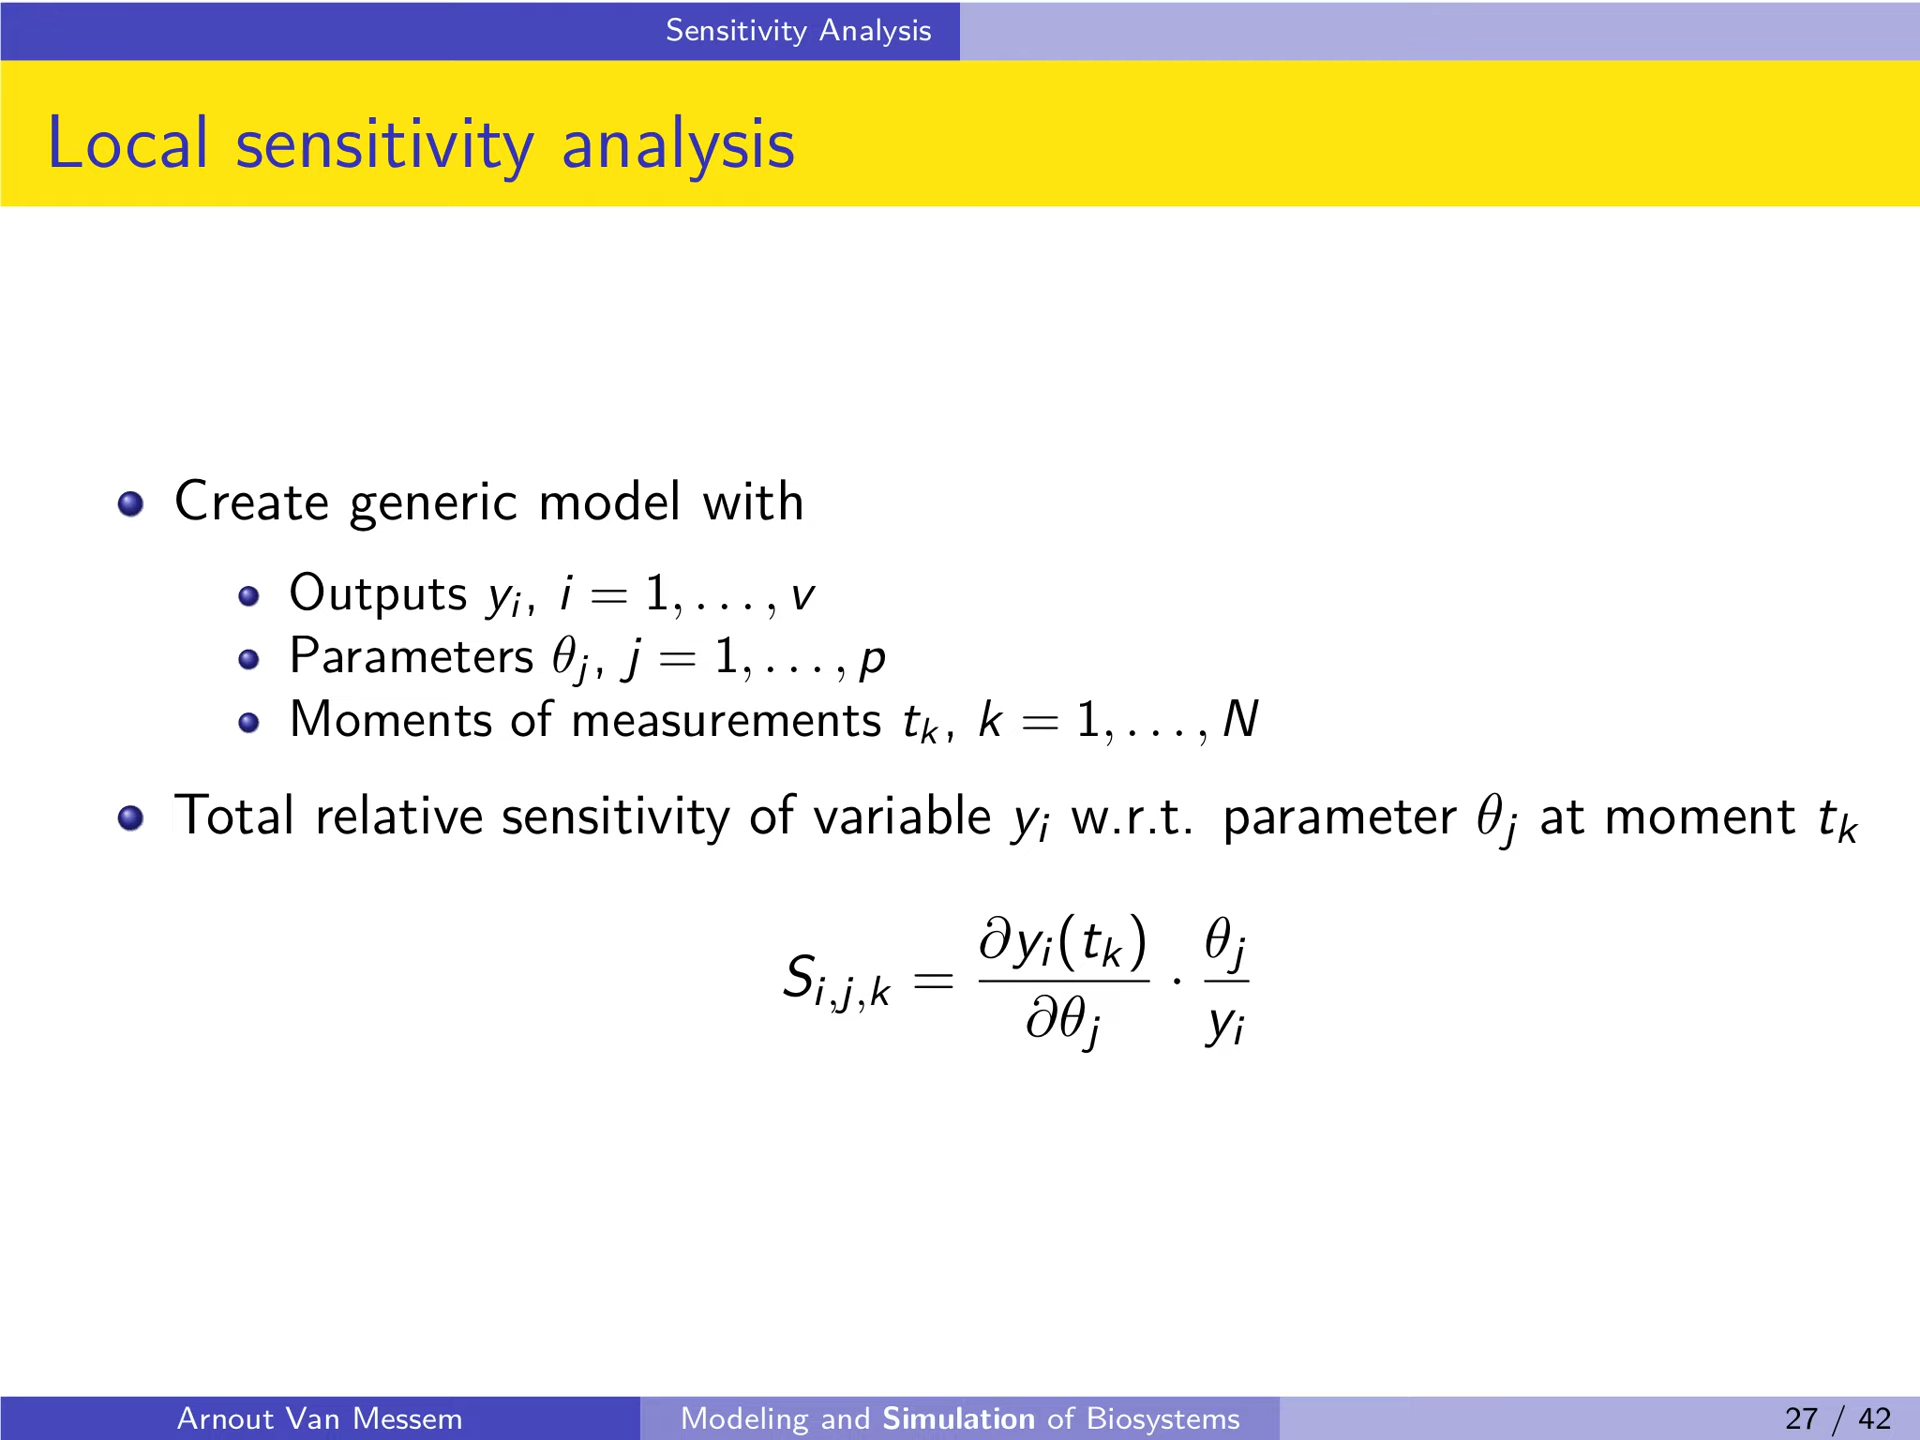 Sensitivity Analysis
Local sensitivity analysis
Create generic model with
Outputs y_i, i = 1, . . . , v
Parameters θ_j, j = 1, . . . , p
Moments of measurements t_k, k = 1, . . . , N
Total relative sensitivity of variable y_i w.r.t. parameter θ_j at moment t_k
S_{i,j,k} = \frac{∂y_i(t_k)}{∂θ_j} · \frac{θ_j}{y_i}
Arnout Van Messem Modeling and Simulation of Biosystems 27 / 42